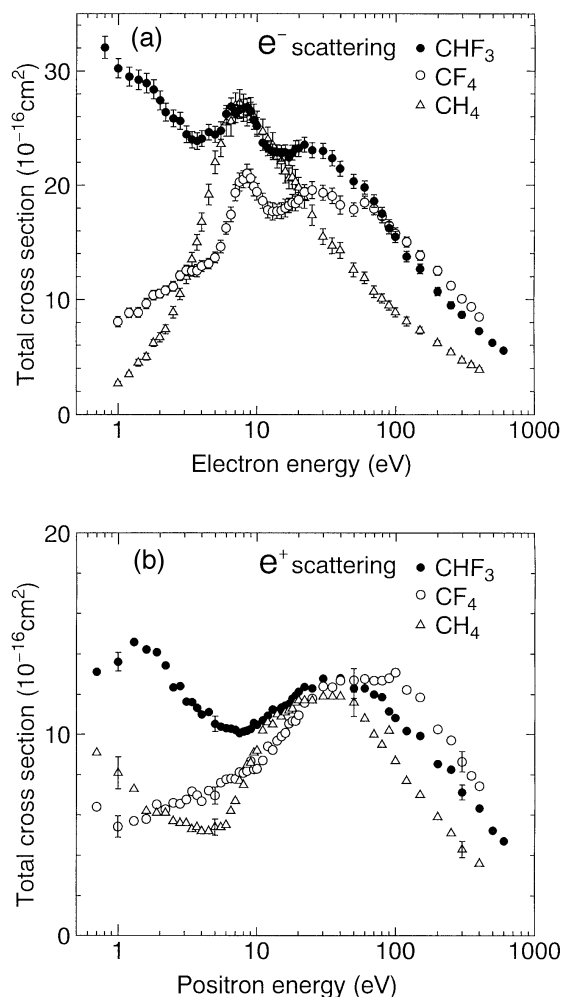 (a) e⁻ scattering
● CHF₃
○ CF₄
△ CH₄
Total cross section (10⁻¹⁶cm²)
30
20
10
0
1 10 100 1000
Electron energy (eV)
(b) e⁺ scattering
● CHF₃
○ CF₄
△ CH₄
Total cross section (10⁻¹⁶cm²)
20
10
0
1 10 100 1000
Positron energy (eV)